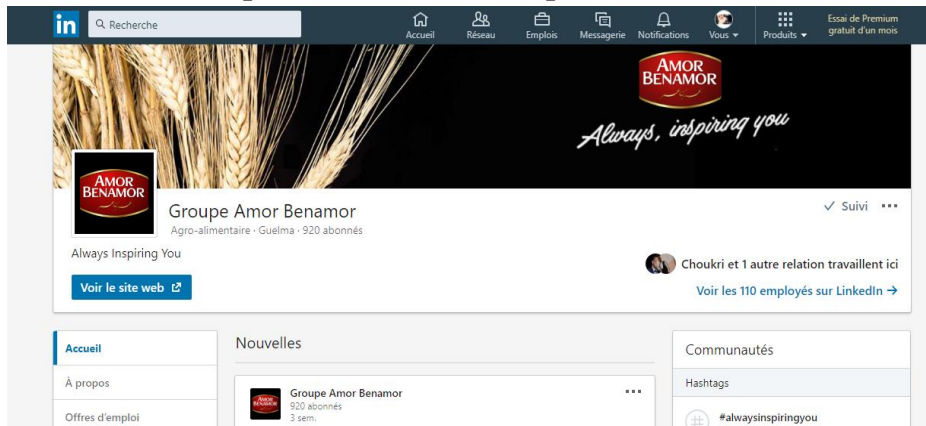 in
Recherche
Accueil
Réseau
Emplois
Messagerie
Notifications
Vous
Produits
Essai de Premium
gratuit d'un mois
AMOR
BENAMOR
Always, inspiring you
AMOR
BENAMOR
Groupe Amor Benamor
Agro-alimentaire · Guelma · 920 abonnés
Suivi
Always Inspiring You
Choukri et 1 autre relation travaillent ici
Voir le site web
Voir les 110 employés sur LinkedIn →
Accueil
À propos
Offres d'emploi
Nouvelles
Groupe Amor Benamor
920 abonnés
3 sem.
Communautés
Hashtags
#alwaysinspiringyou